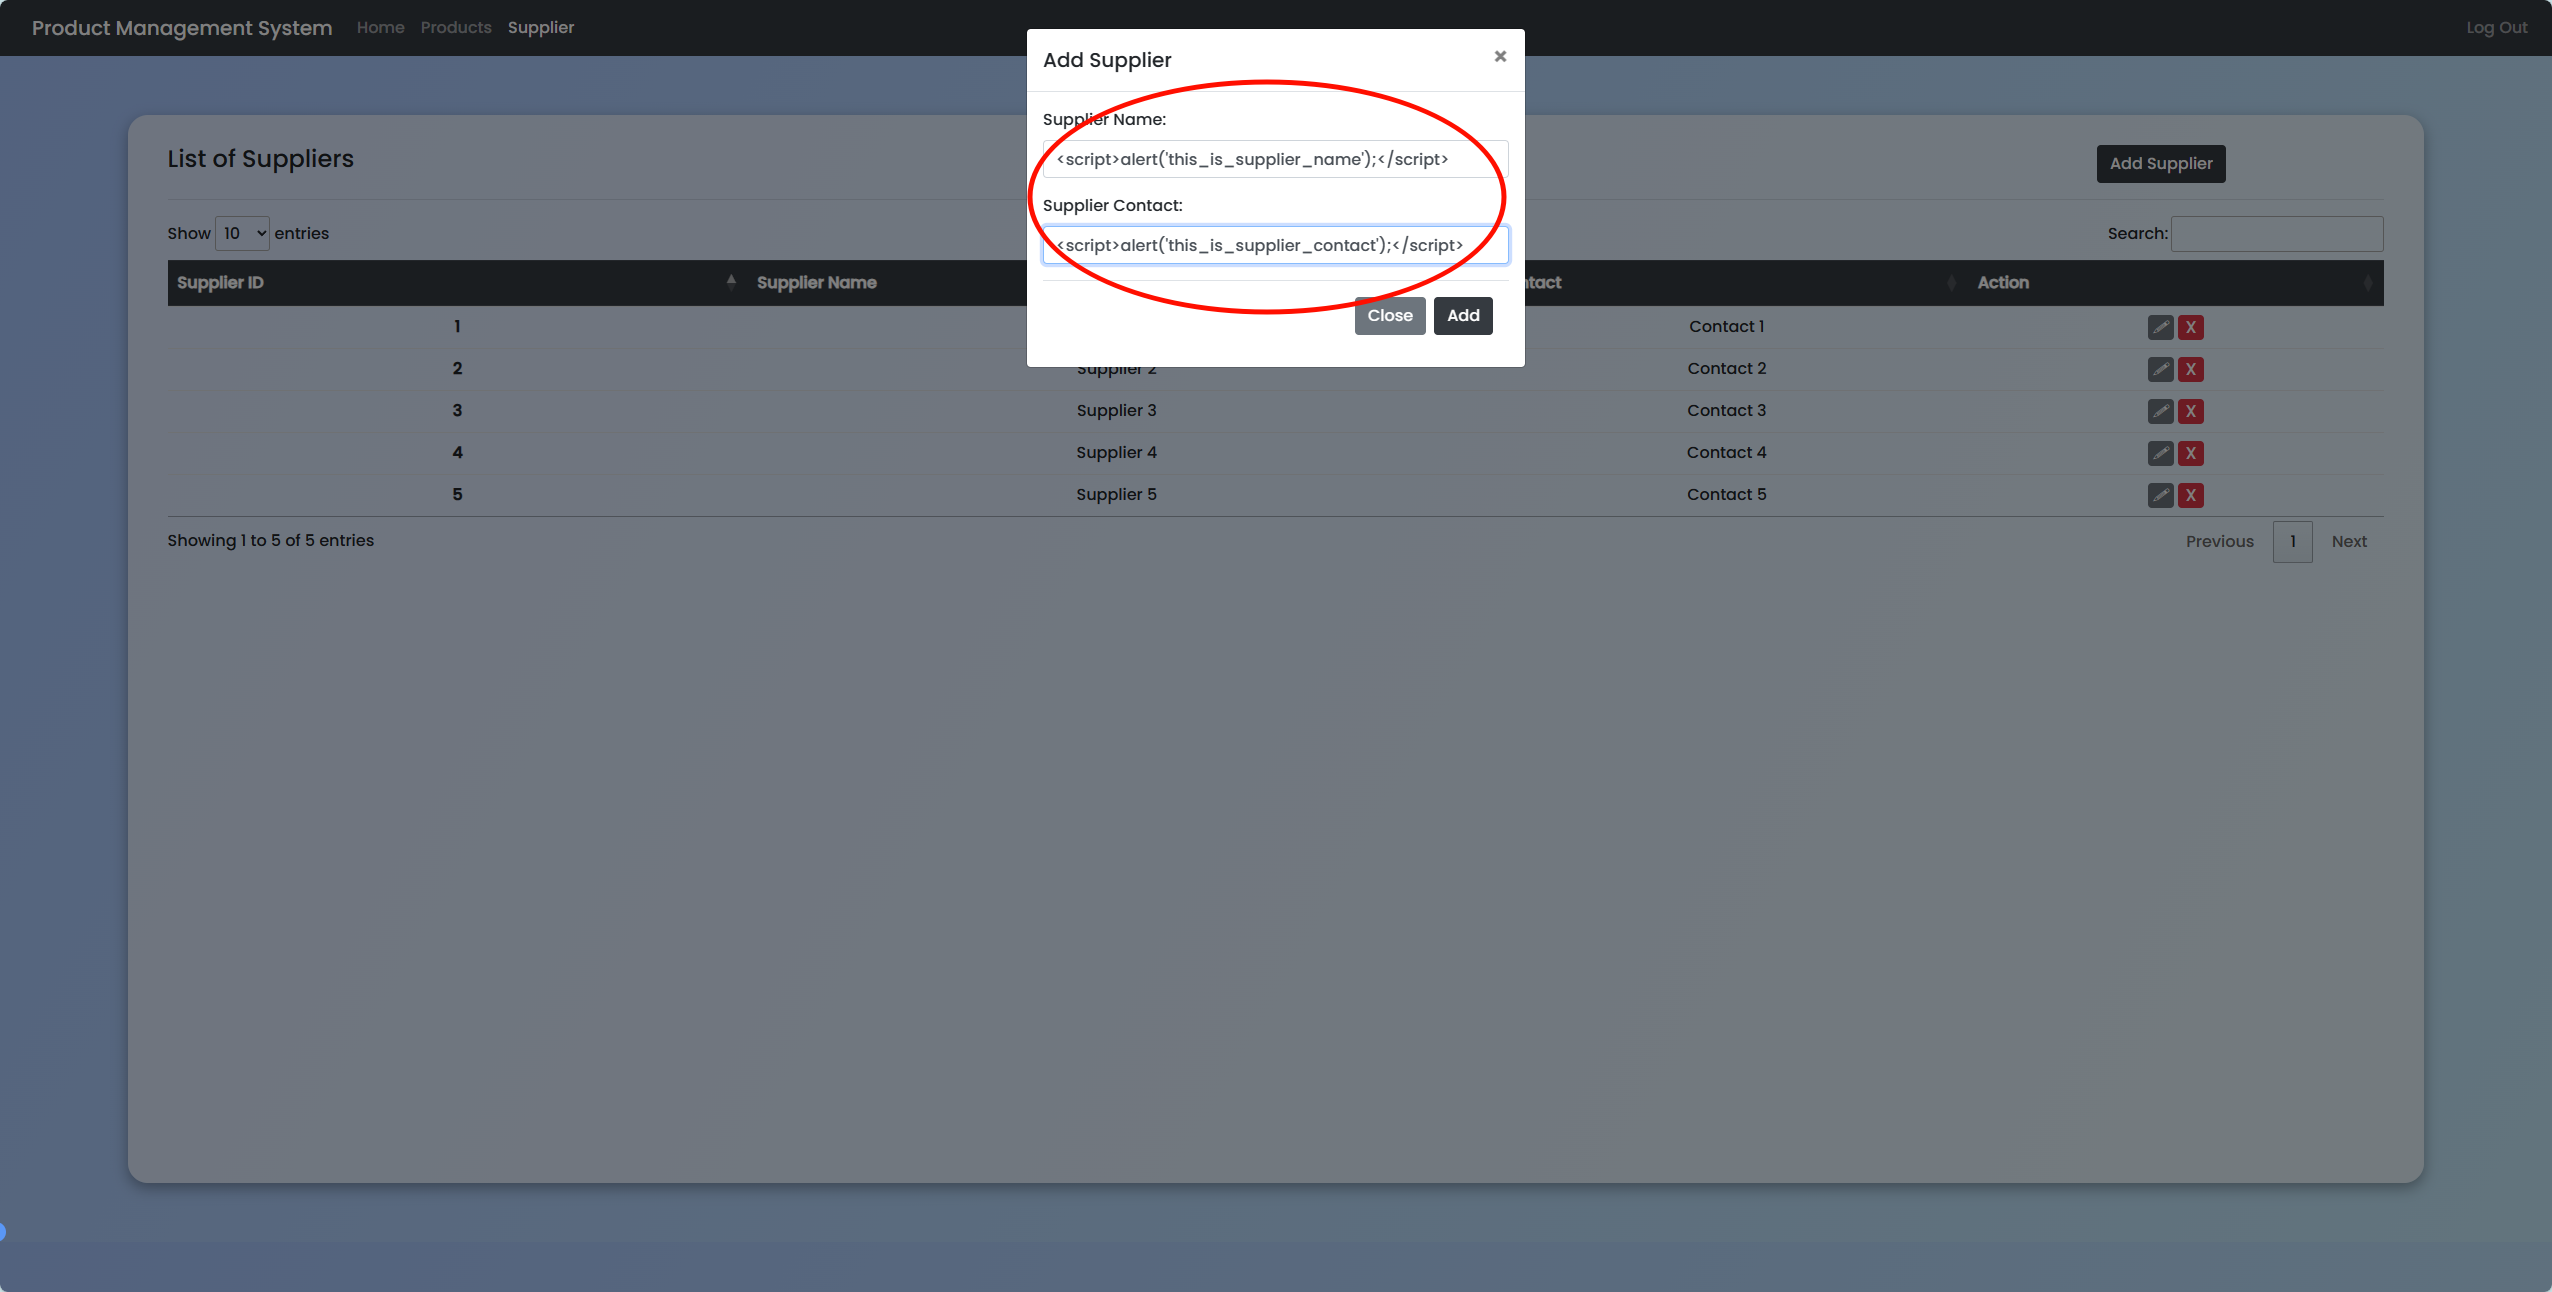 Product Management System Home Products Supplier Log Out
Add Supplier ×
Supplier Name:
<script>alert('this_is_supplier_name');</script>
Supplier Contact:
<script>alert('this_is_supplier_contact');</script>
Close Add
List of Suppliers Add Supplier
Show 10 entries Search:
Supplier ID Supplier Name ntact Action
1 Contact 1 X
2 Supplier 2 Contact 2 X
3 Supplier 3 Contact 3 X
4 Supplier 4 Contact 4 X
5 Supplier 5 Contact 5 X
Showing 1 to 5 of 5 entries Previous 1 Next